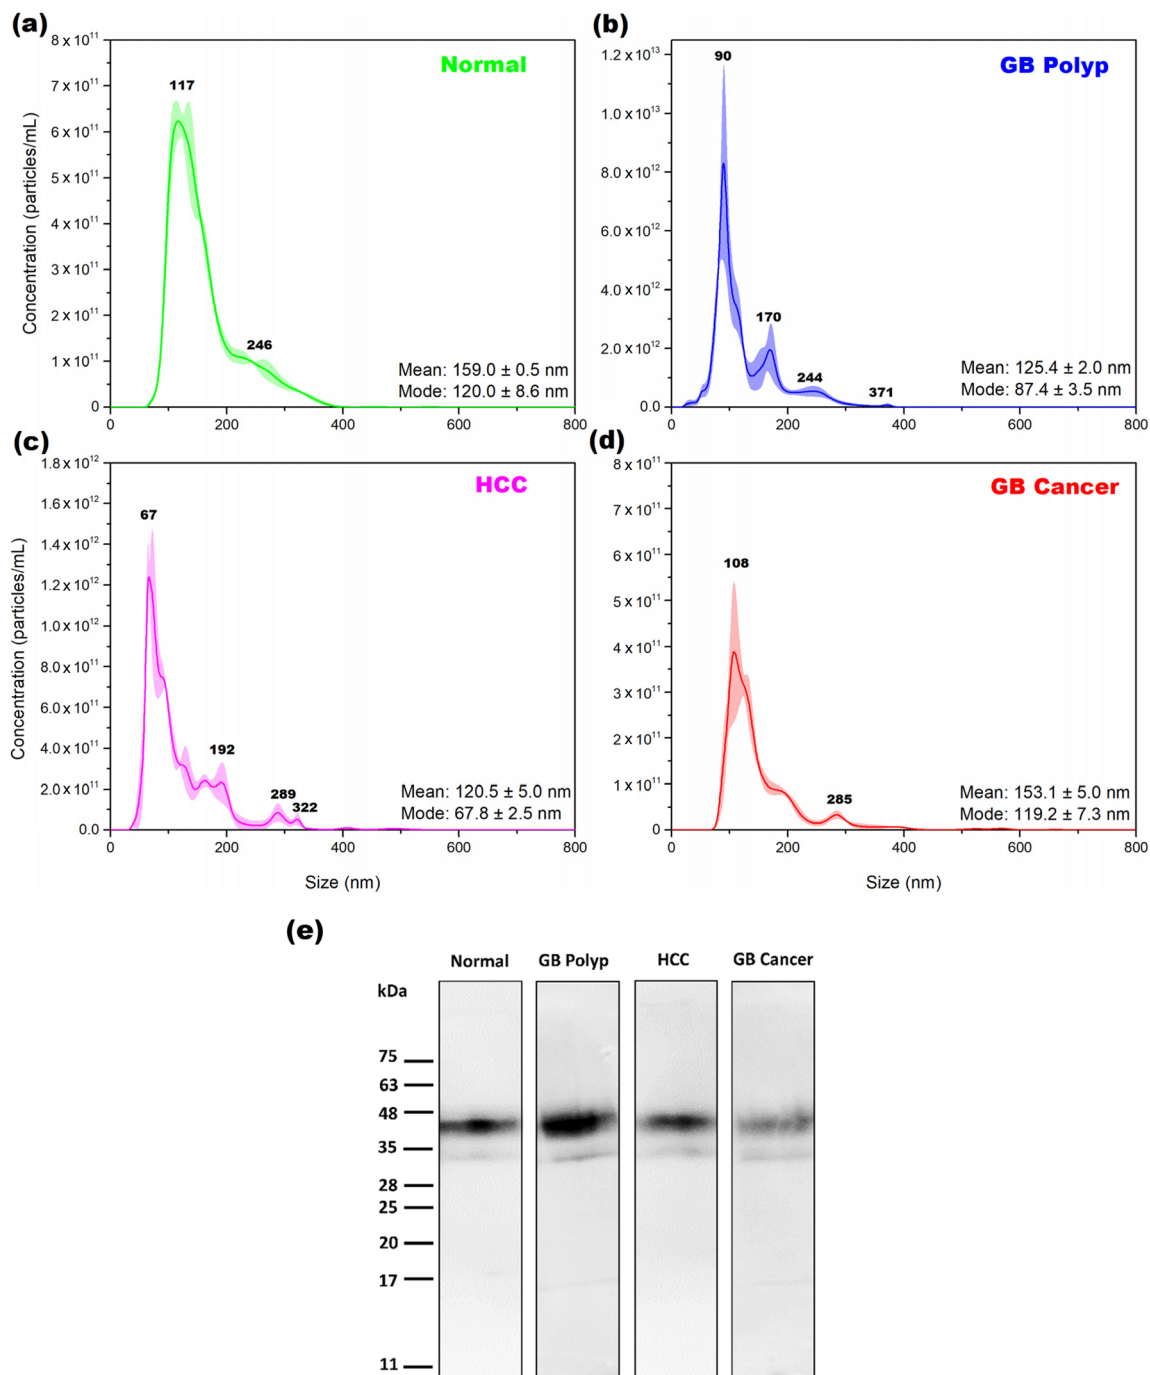 (a)
Normal
Concentration (particles/mL)
8 x 10¹¹
7 x 10¹¹
6 x 10¹¹
5 x 10¹¹
4 x 10¹¹
3 x 10¹¹
2 x 10¹¹
1 x 10¹¹
0
117
246
Mean: 159.0 ± 0.5 nm
Mode: 120.0 ± 8.6 nm
0 200 400 600 800
(b)
GB Polyp
1.2 x 10¹³
1.0 x 10¹³
8.0 x 10¹²
6.0 x 10¹²
4.0 x 10¹²
2.0 x 10¹²
0.0
90
170
244
371
Mean: 125.4 ± 2.0 nm
Mode: 87.4 ± 3.5 nm
0 200 400 600 800
(c)
HCC
Concentration (particles/mL)
1.8 x 10¹²
1.6 x 10¹²
1.4 x 10¹²
1.2 x 10¹²
1.0 x 10¹²
8.0 x 10¹¹
6.0 x 10¹¹
4.0 x 10¹¹
2.0 x 10¹¹
0.0
67
192
289
322
Mean: 120.5 ± 5.0 nm
Mode: 67.8 ± 2.5 nm
0 200 400 600 800
Size (nm)
(d)
GB Cancer
8 x 10¹¹
7 x 10¹¹
6 x 10¹¹
5 x 10¹¹
4 x 10¹¹
3 x 10¹¹
2 x 10¹¹
1 x 10¹¹
0
108
285
Mean: 153.1 ± 5.0 nm
Mode: 119.2 ± 7.3 nm
0 200 400 600 800
Size (nm)
(e)
Normal GB Polyp HCC GB Cancer
kDa
75
63
48
35
28
25
20
17
11